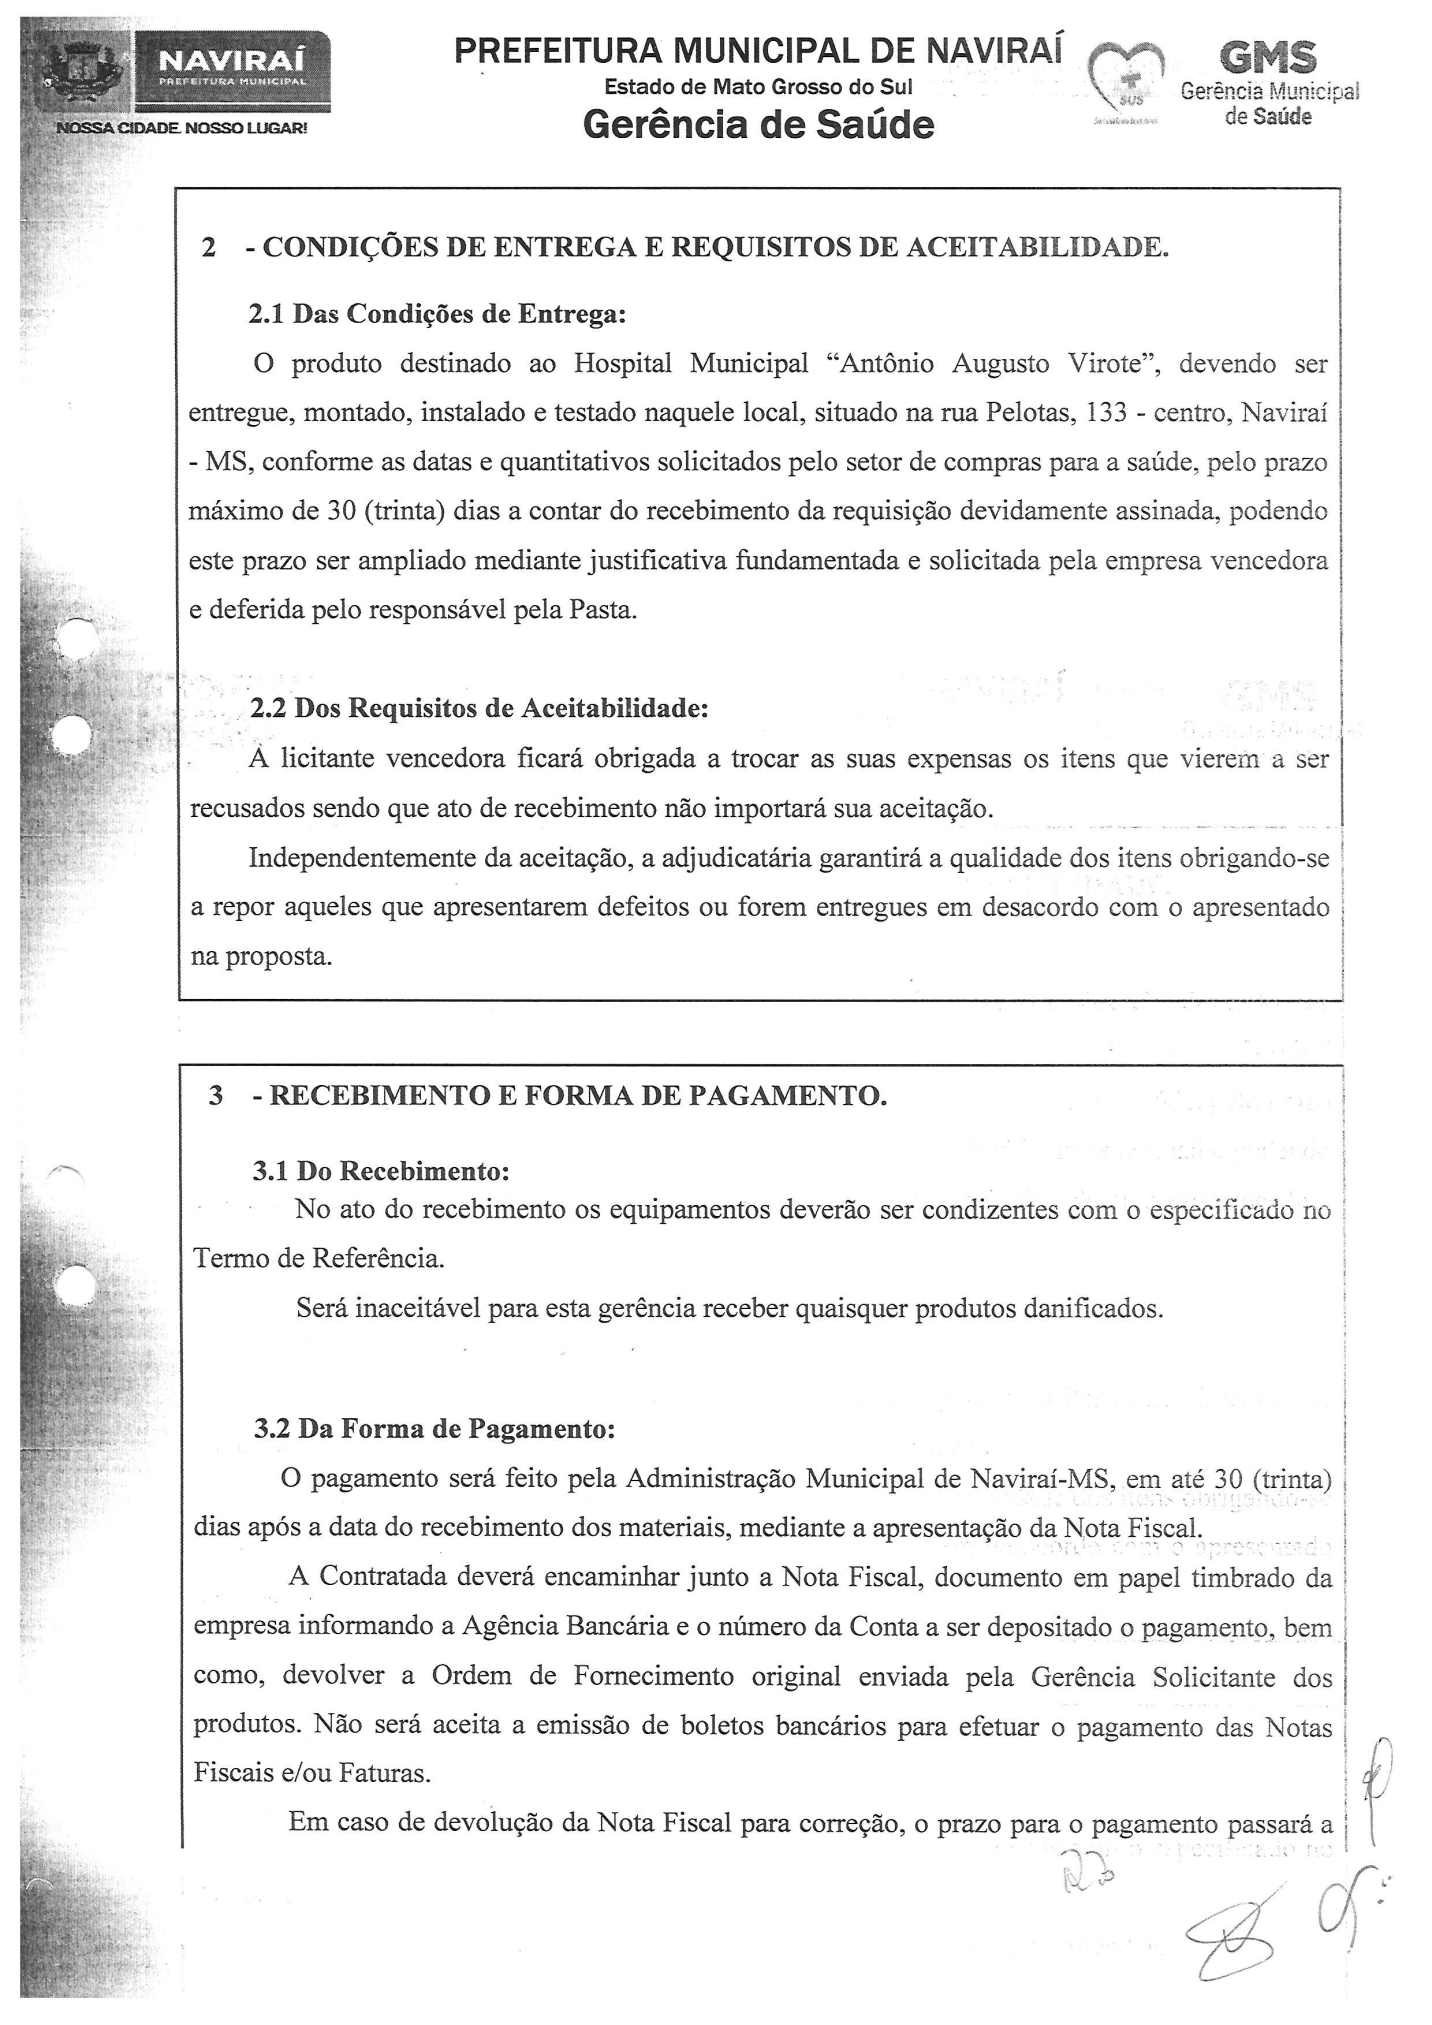 NAVIRAÍ
PREFEITURA MUNICIPAL
NOSSA CIDADE. NOSSO LUGAR!
PREFEITURA MUNICIPAL DE NAVIRAÍ
Estado de Mato Grosso do Sul
Gerência de Saúde
SUS
GMS
Gerência Municipal
de Saúde
2 - CONDIÇÕES DE ENTREGA E REQUISITOS DE ACEITABILIDADE.
2.1 Das Condições de Entrega:
O produto destinado ao Hospital Municipal “Antônio Augusto Virote”, devendo ser
entregue, montado, instalado e testado naquele local, situado na rua Pelotas, 133 - centro, Naviraí
- MS, conforme as datas e quantitativos solicitados pelo setor de compras para a saúde, pelo prazo
máximo de 30 (trinta) dias a contar do recebimento da requisição devidamente assinada, podendo
este prazo ser ampliado mediante justificativa fundamentada e solicitada pela empresa vencedora
e deferida pelo responsável pela Pasta.
2.2 Dos Requisitos de Aceitabilidade:
A licitante vencedora ficará obrigada a trocar as suas expensas os itens que vierem a ser
recusados sendo que ato de recebimento não importará sua aceitação.
Independentemente da aceitação, a adjudicatária garantirá a qualidade dos itens obrigando-se
a repor aqueles que apresentarem defeitos ou forem entregues em desacordo com o apresentado
na proposta.
3 - RECEBIMENTO E FORMA DE PAGAMENTO.
3.1 Do Recebimento:
No ato do recebimento os equipamentos deverão ser condizentes com o especificado no
Termo de Referência.
Será inaceitável para esta gerência receber quaisquer produtos danificados.
3.2 Da Forma de Pagamento:
O pagamento será feito pela Administração Municipal de Naviraí-MS, em até 30 (trinta)
dias após a data do recebimento dos materiais, mediante a apresentação da Nota Fiscal.
A Contratada deverá encaminhar junto a Nota Fiscal, documento em papel timbrado da
empresa informando a Agência Bancária e o número da Conta a ser depositado o pagamento, bem
como, devolver a Ordem de Fornecimento original enviada pela Gerência Solicitante dos
produtos. Não será aceita a emissão de boletos bancários para efetuar o pagamento das Notas
Fiscais e/ou Faturas.
Em caso de devolução da Nota Fiscal para correção, o prazo para o pagamento passará a